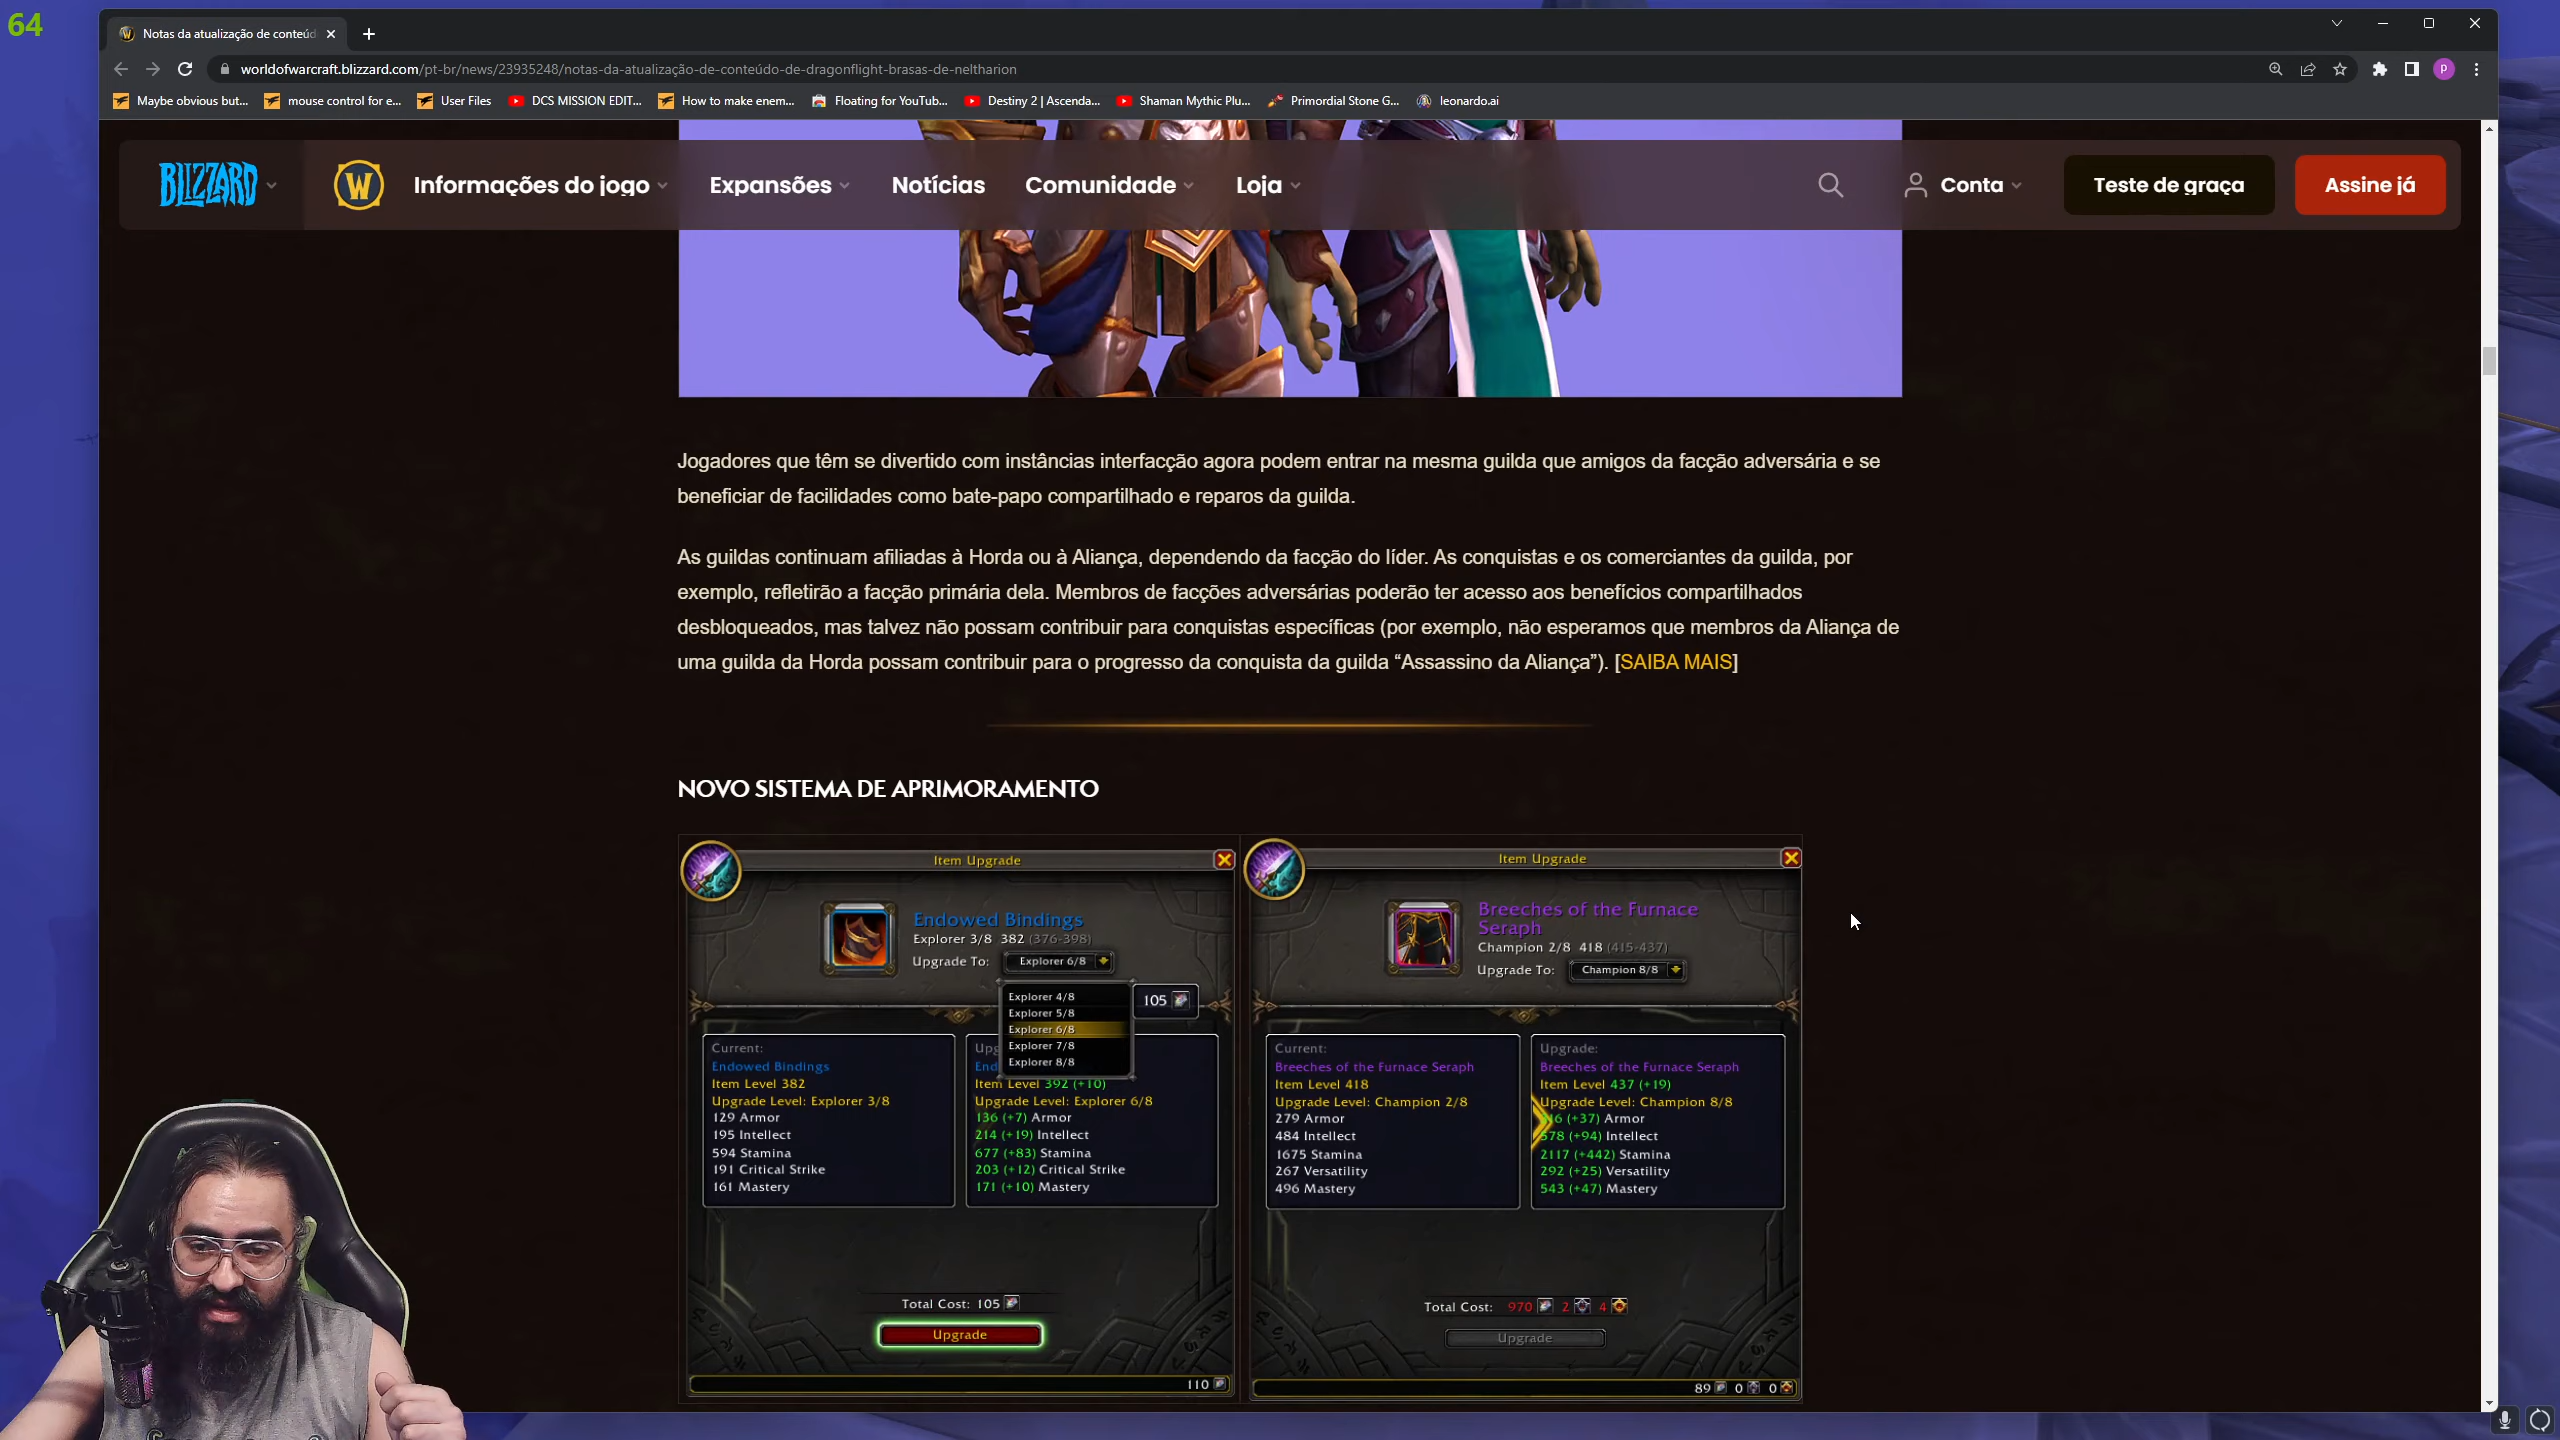 64
Notas da atualização de conteúd
worldofwarcraft.blizzard.com/pt-br/news/23935248/notas-da-atualização-de-conteúdo-de-dragonflight-brasas-de-neltharion
P
Maybe obvious but... mouse control for e... User Files DCS MISSION EDIT... How to make enem... Floating for YouTub... Destiny 2 | Ascenda... Shaman Mythic Plu... Primordial Stone G... leonardo.ai
BLIZZARD W Informações do jogo Expansões Notícias Comunidade Loja Conta Teste de graça Assine já
Jogadores que têm se divertido com instâncias interfacção agora podem entrar na mesma guilda que amigos da facção adversária e se
beneficiar de facilidades como bate-papo compartilhado e reparos da guilda.
As guildas continuam afiliadas à Horda ou à Aliança, dependendo da facção do líder. As conquistas e os comerciantes da guilda, por
exemplo, refletirão a facção primária dela. Membros de facções adversárias poderão ter acesso aos benefícios compartilhados
desbloqueados, mas talvez não possam contribuir para conquistas específicas (por exemplo, não esperamos que membros da Aliança de
uma guilda da Horda possam contribuir para o progresso da conquista da guilda “Assassino da Aliança”). [SAIBA MAIS]
NOVO SISTEMA DE APRIMORAMENTO
Item Upgrade
Endowed Bindings
Explorer 3/8 382 (376-398)
Upgrade To: Explorer 6/8
Explorer 4/8
Explorer 5/8
Explorer 6/8
Explorer 7/8
Explorer 8/8
105
Current:
Endowed Bindings
Item Level 382
Upgrade Level: Explorer 3/8
129 Armor
195 Intellect
594 Stamina
191 Critical Strike
161 Mastery
Upg
End
Item Level 392 (+10)
Upgrade Level: Explorer 6/8
136 (+7) Armor
214 (+19) Intellect
677 (+83) Stamina
203 (+12) Critical Strike
171 (+10) Mastery
Total Cost: 105
Upgrade
110
Item Upgrade
Breeches of the Furnace
Seraph
Champion 2/8 418 (415-437)
Upgrade To: Champion 8/8
Current:
Breeches of the Furnace Seraph
Item Level 418
Upgrade Level: Champion 2/8
279 Armor
484 Intellect
1675 Stamina
267 Versatility
496 Mastery
Upgrade:
Breeches of the Furnace Seraph
Item Level 437 (+19)
Upgrade Level: Champion 8/8
(+37) Armor
578 (+94) Intellect
2117 (+442) Stamina
292 (+25) Versatility
543 (+47) Mastery
Total Cost: 970 2 4
Upgrade
89 0 0